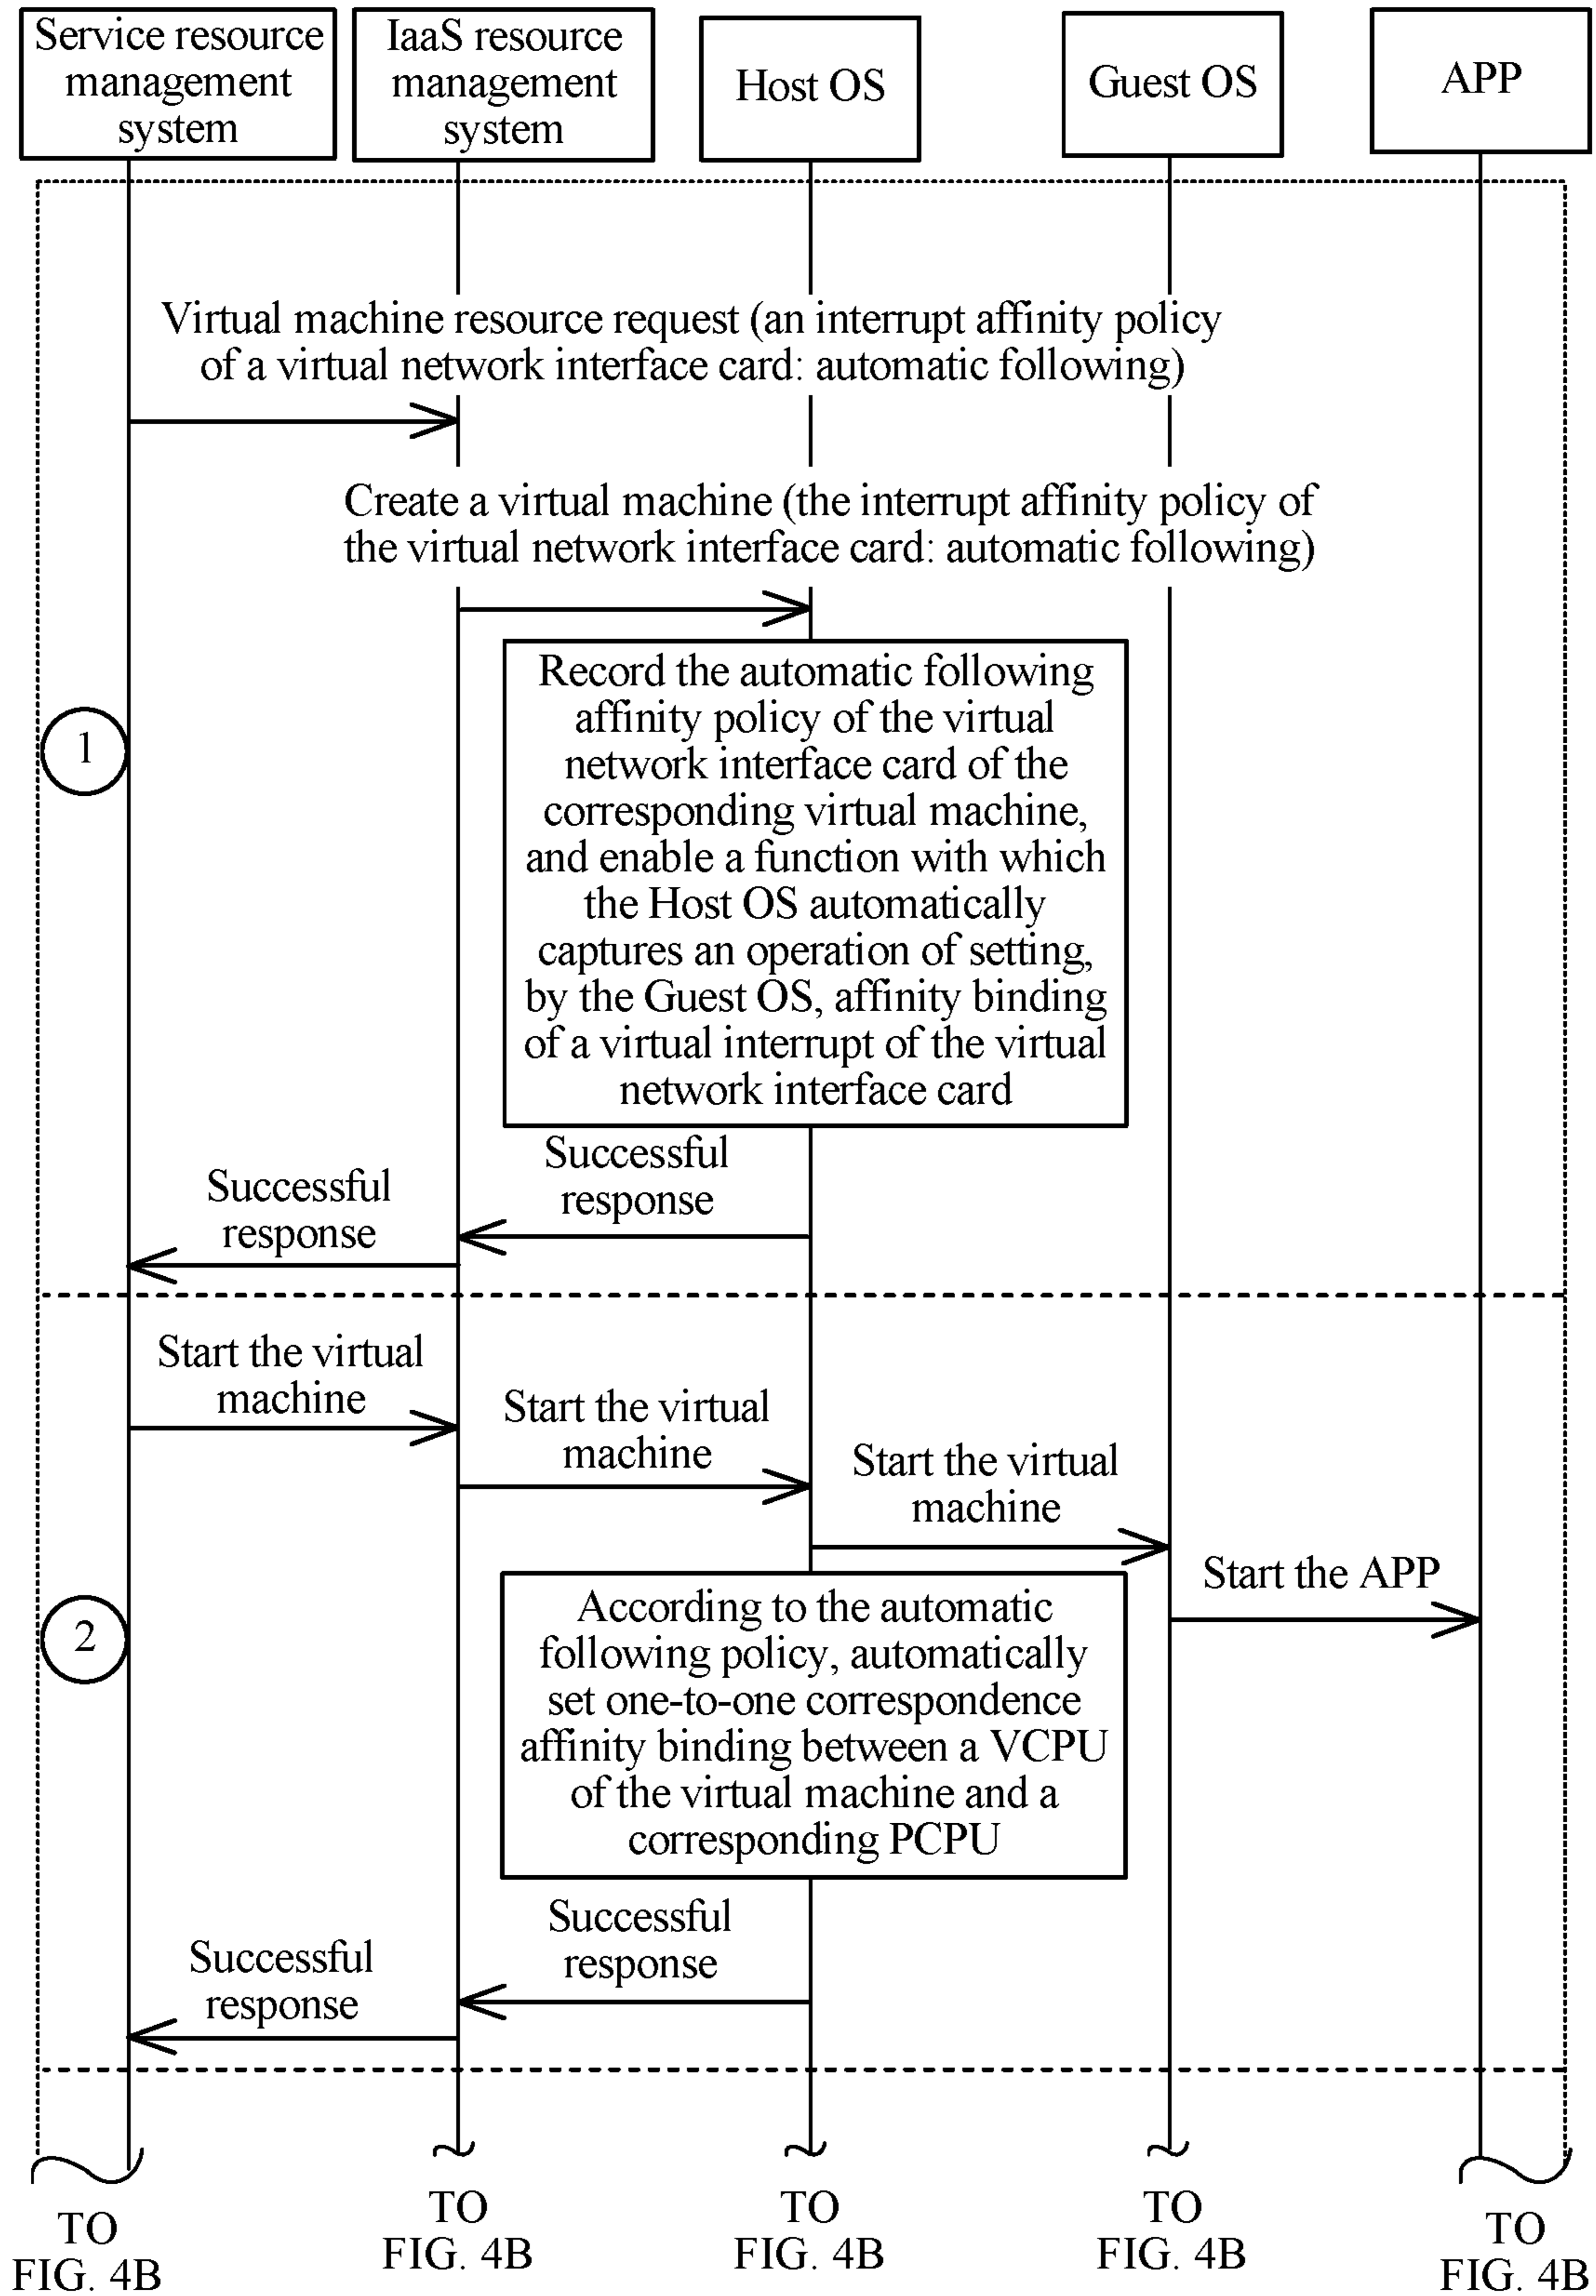 Service resource
management
system
IaaS resource
management
system
Host OS
Guest OS
APP
Virtual machine resource request (an interrupt affinity policy
of a virtual network interface card: automatic following)
Create a virtual machine (the interrupt affinity policy of
the virtual network interface card: automatic following)
1
Record the automatic following
affinity policy of the virtual
network interface card of the
corresponding virtual machine,
and enable a function with which
the Host OS automatically
captures an operation of setting,
by the Guest OS, affinity binding
of a virtual interrupt of the virtual
network interface card
Successful
response
Successful
response
Start the virtual
machine
Start the virtual
machine
Start the virtual
machine
Start the APP
2
According to the automatic
following policy, automatically
set one-to-one correspondence
affinity binding between a VCPU
of the virtual machine and a
corresponding PCPU
Successful
response
Successful
response
TO
FIG. 4B
TO
FIG. 4B
TO
FIG. 4B
TO
FIG. 4B
TO
FIG. 4B